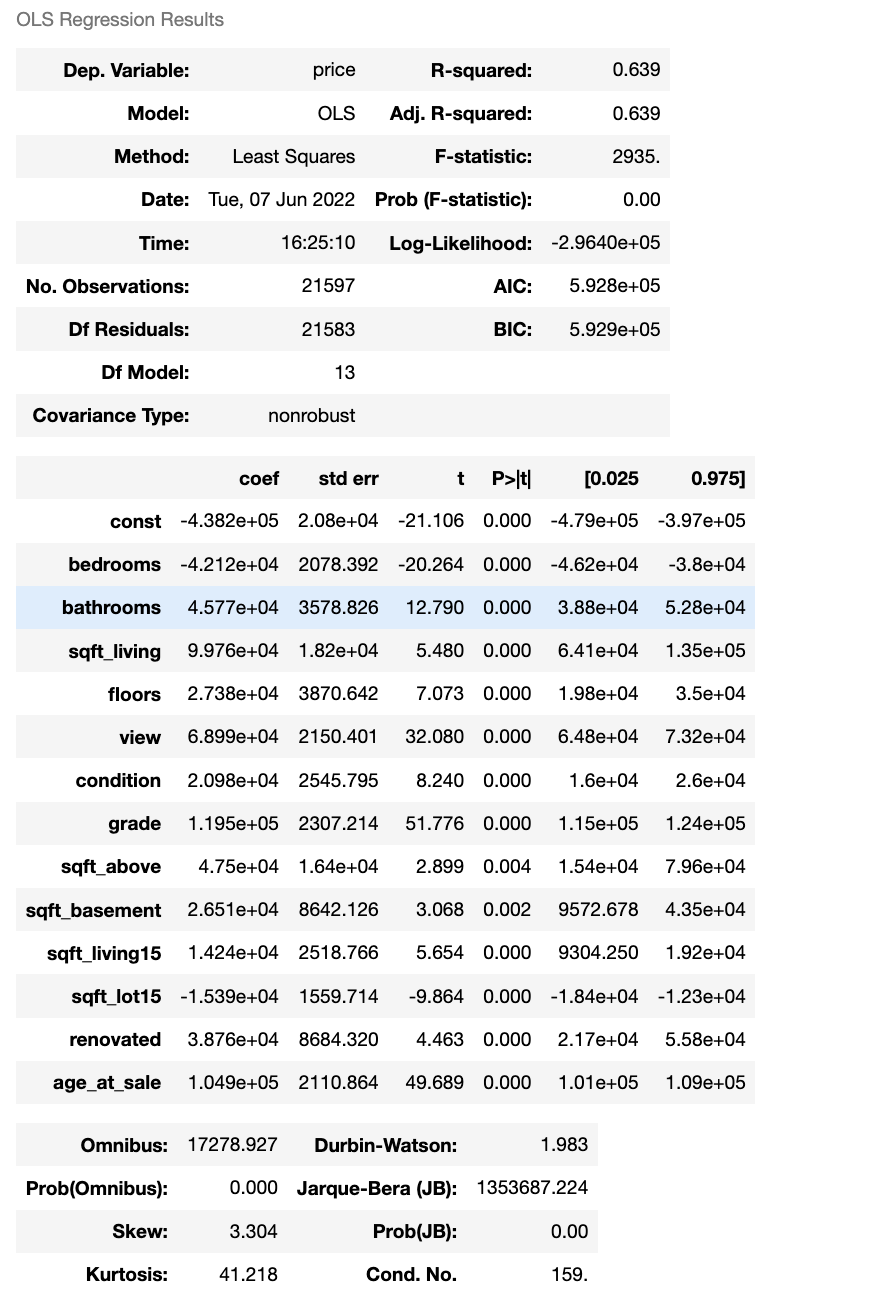 OLS Regression Results
Dep. Variable: price R-squared: 0.639
Model: OLS Adj. R-squared: 0.639
Method: Least Squares F-statistic: 2935.
Date: Tue, 07 Jun 2022 Prob (F-statistic): 0.00
Time: 16:25:10 Log-Likelihood: -2.9640e+05
No. Observations: 21597 AIC: 5.928e+05
Df Residuals: 21583 BIC: 5.929e+05
Df Model: 13
Covariance Type: nonrobust
coef std err t P>|t| [0.025 0.975]
const -4.382e+05 2.08e+04 -21.106 0.000 -4.79e+05 -3.97e+05
bedrooms -4.212e+04 2078.392 -20.264 0.000 -4.62e+04 -3.8e+04
bathrooms 4.577e+04 3578.826 12.790 0.000 3.88e+04 5.28e+04
sqft_living 9.976e+04 1.82e+04 5.480 0.000 6.41e+04 1.35e+05
floors 2.738e+04 3870.642 7.073 0.000 1.98e+04 3.5e+04
view 6.899e+04 2150.401 32.080 0.000 6.48e+04 7.32e+04
condition 2.098e+04 2545.795 8.240 0.000 1.6e+04 2.6e+04
grade 1.195e+05 2307.214 51.776 0.000 1.15e+05 1.24e+05
sqft_above 4.75e+04 1.64e+04 2.899 0.004 1.54e+04 7.96e+04
sqft_basement 2.651e+04 8642.126 3.068 0.002 9572.678 4.35e+04
sqft_living15 1.424e+04 2518.766 5.654 0.000 9304.250 1.92e+04
sqft_lot15 -1.539e+04 1559.714 -9.864 0.000 -1.84e+04 -1.23e+04
renovated 3.876e+04 8684.320 4.463 0.000 2.17e+04 5.58e+04
age_at_sale 1.049e+05 2110.864 49.689 0.000 1.01e+05 1.09e+05
Omnibus: 17278.927 Durbin-Watson: 1.983
Prob(Omnibus): 0.000 Jarque-Bera (JB): 1353687.224
Skew: 3.304 Prob(JB): 0.00
Kurtosis: 41.218 Cond. No. 159.